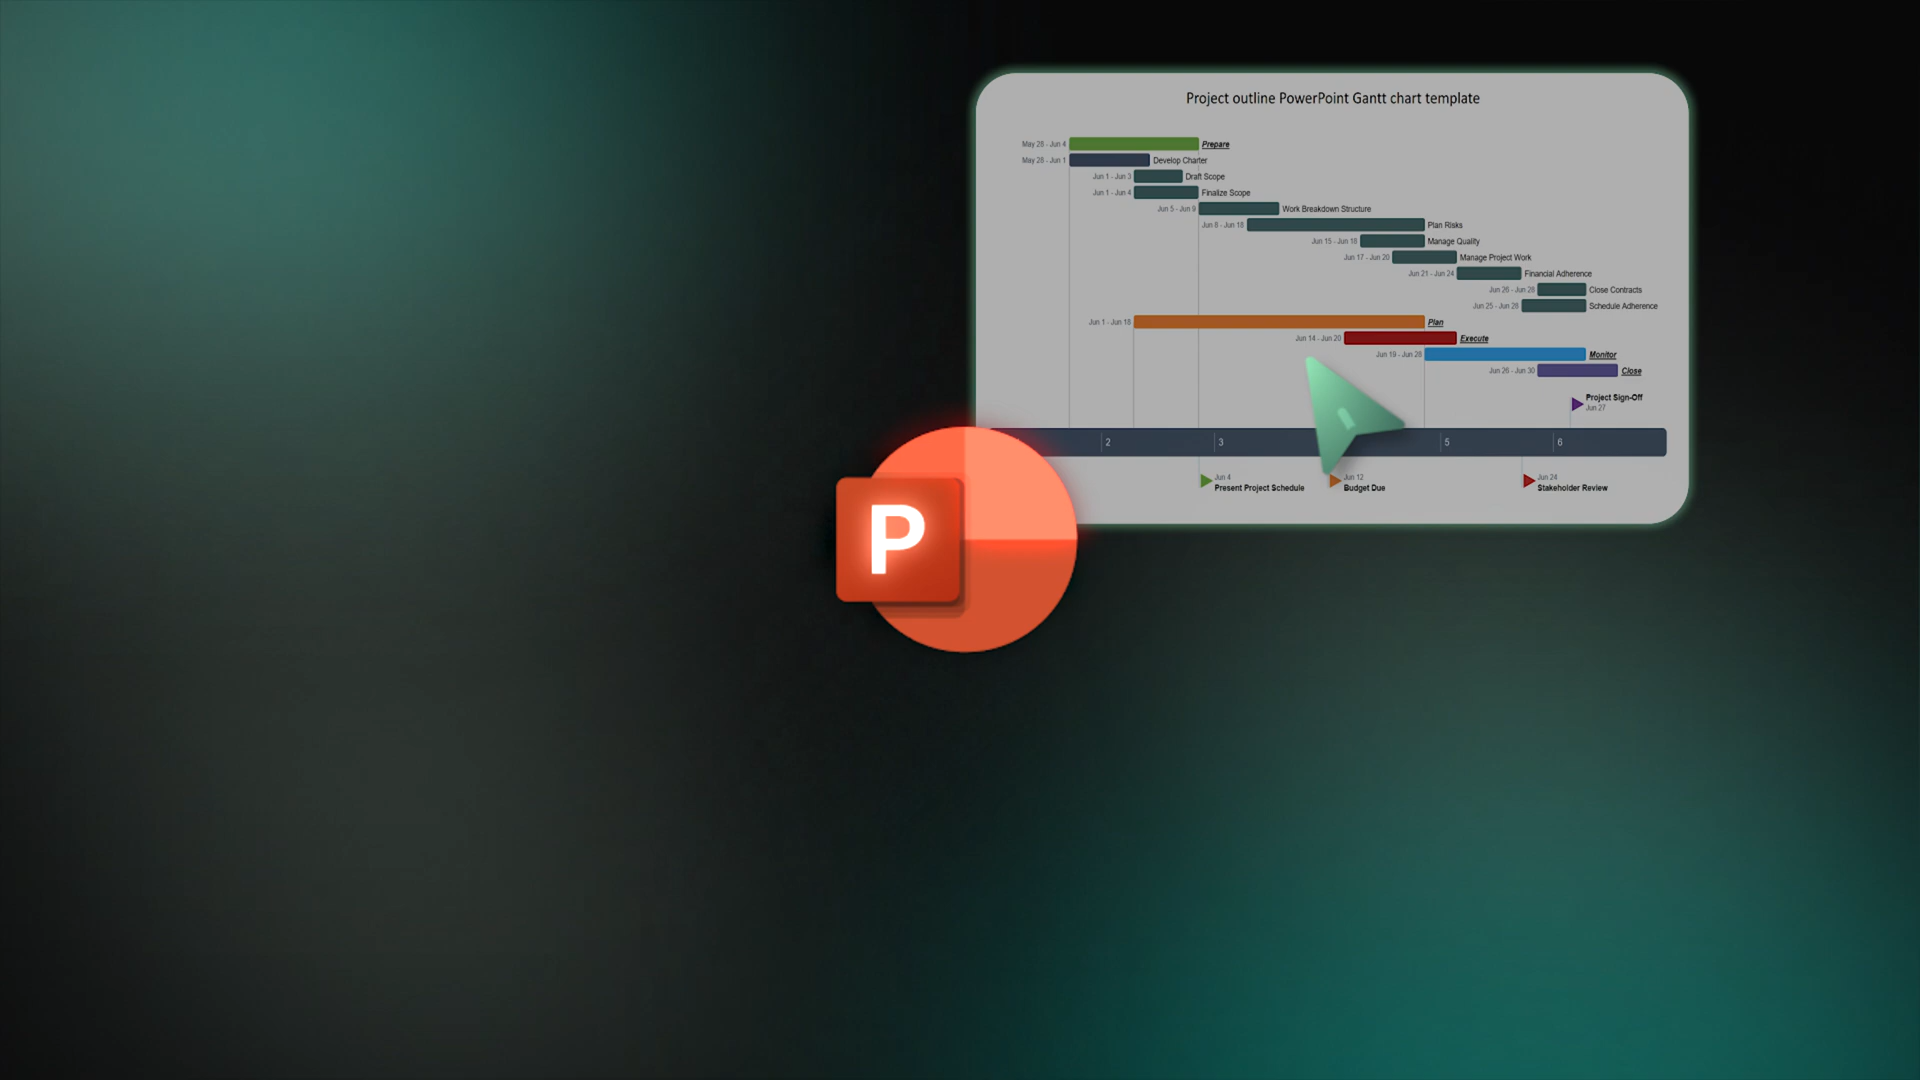 Project outline PowerPoint Gantt chart template
May 28 - Jun 4 Prepare
May 28 - Jun 1 Develop Charter
Jun 1 - Jun 3 Draft Scope
Jun 1 - Jun 4 Finalize Scope
Jun 5 - Jun 9 Work Breakdown Structure
Jun 8 - Jun 18 Plan Risks
Jun 15 - Jun 18 Manage Quality
Jun 17 - Jun 20 Manage Project Work
Jun 21 - Jun 24 Financial Adherence
Jun 26 - Jun 28 Close Contracts
Jun 25 - Jun 28 Schedule Adherence
Jun 1 - Jun 18 Plan
Jun 14 - Jun 20 Execute
Jun 19 - Jun 28 Monitor
Jun 26 - Jun 30 Close
Project Sign-Off
Jun 27
2 3 5 6
Jun 4 Jun 12 Jun 24
Present Project Schedule Budget Due Stakeholder Review
P